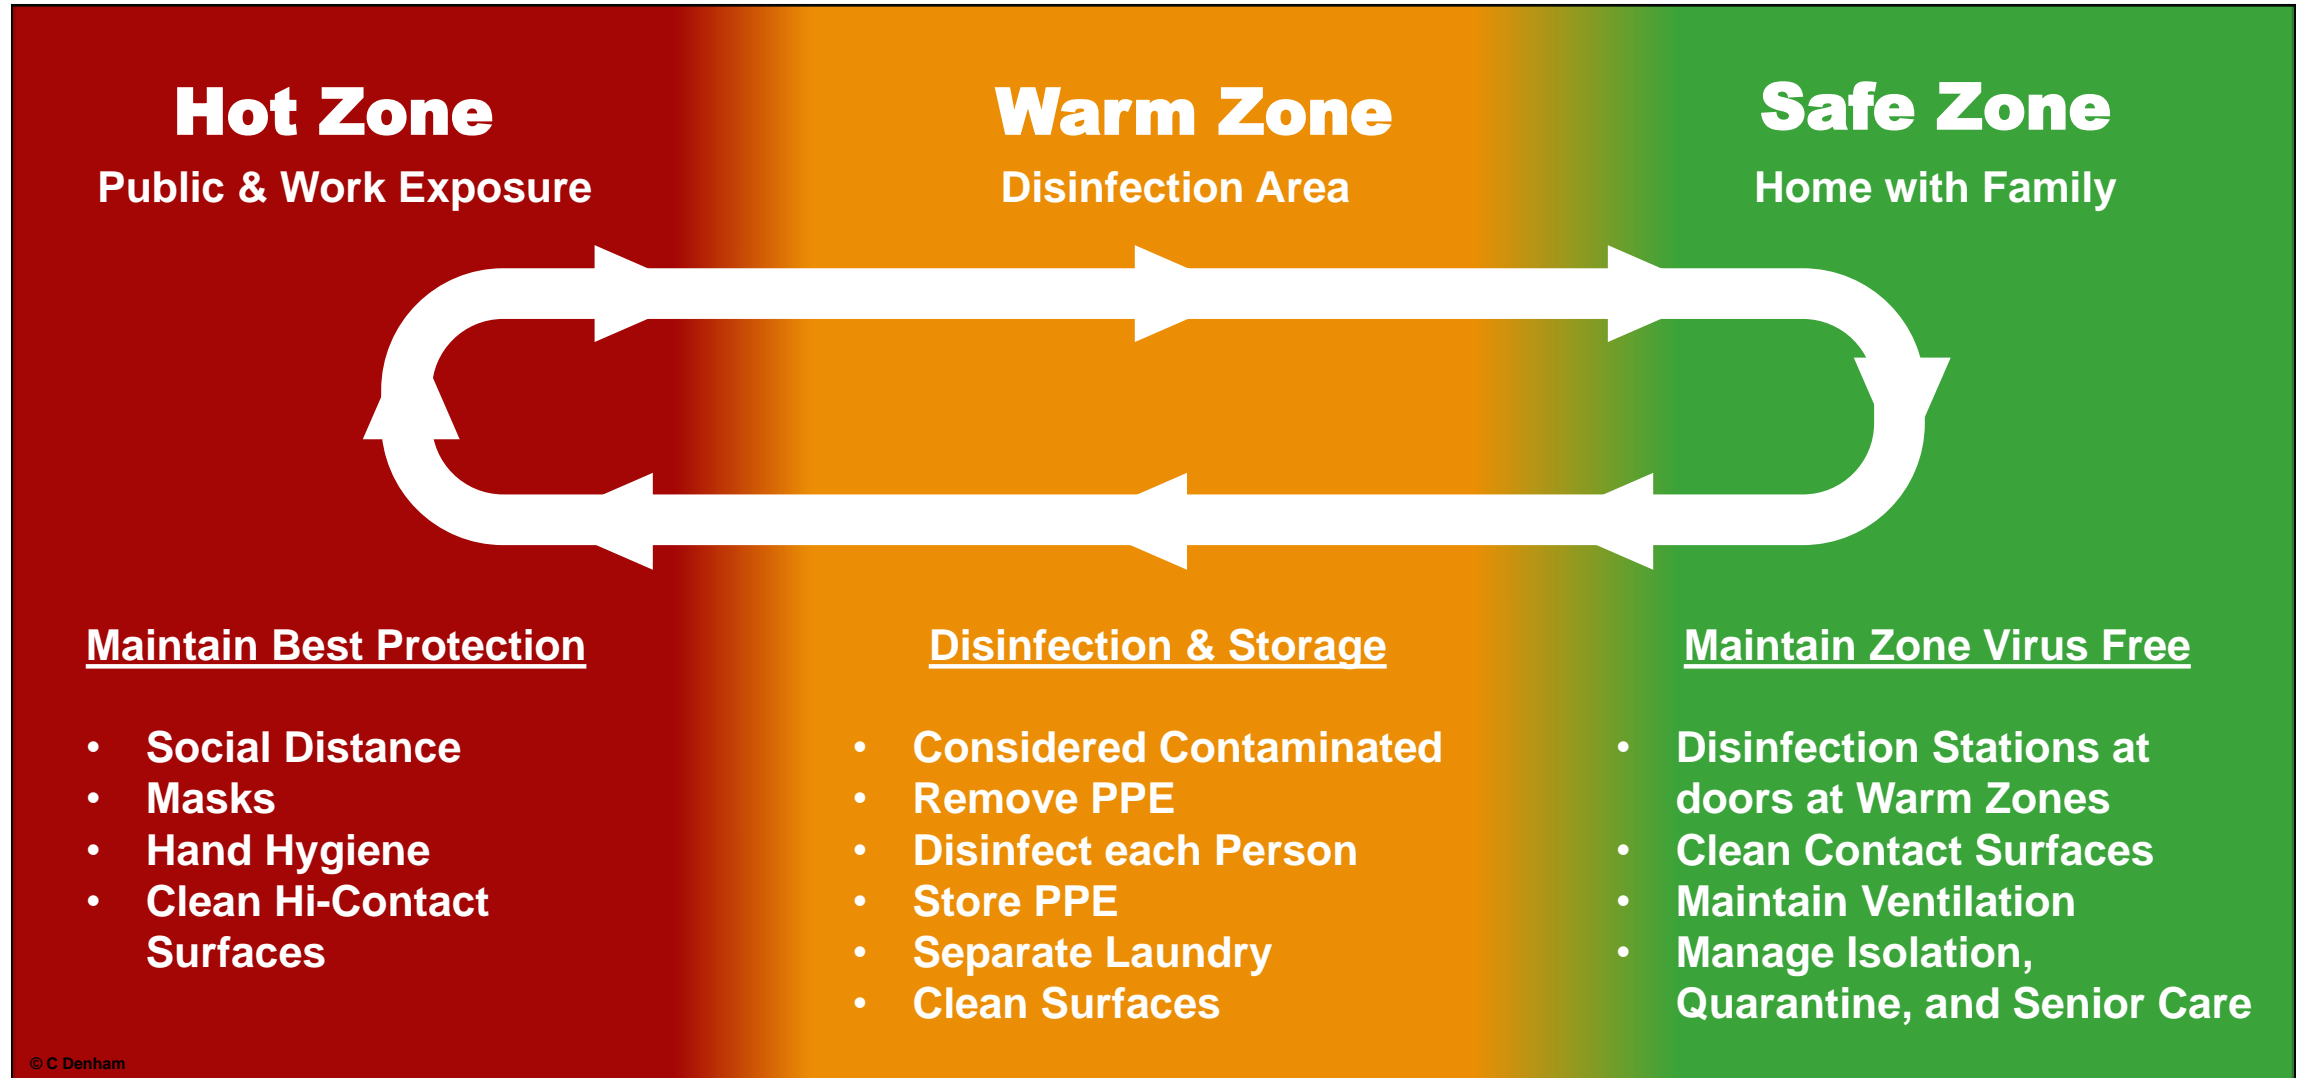 Hot Zone
Public & Work Exposure
Warm Zone
Disinfection Area
Safe Zone
Home with Family
Maintain Best Protection
• Social Distance
• Masks
• Hand Hygiene
• Clean Hi-Contact
Surfaces
Disinfection & Storage
• Considered Contaminated
• Remove PPE
• Disinfect each Person
• Store PPE
• Separate Laundry
• Clean Surfaces
Maintain Zone Virus Free
• Disinfection Stations at
doors at Warm Zones
• Clean Contact Surfaces
• Maintain Ventilation
• Manage Isolation,
Quarantine, and Senior Care
© C Denham